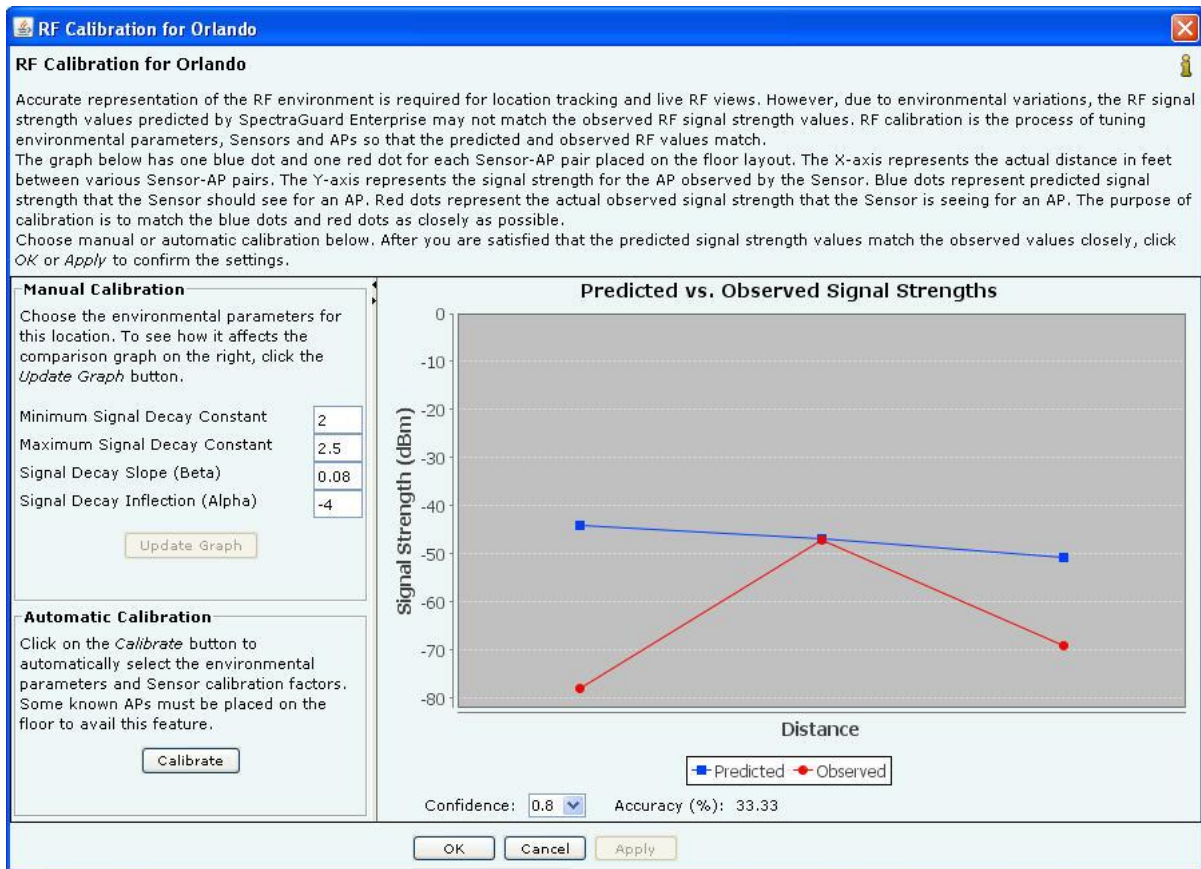 RF Calibration for Orlando
RF Calibration for Orlando
Accurate representation of the RF environment is required for location tracking and live RF views. However, due to environmental variations, the RF signal
strength values predicted by SpectraGuard Enterprise may not match the observed RF signal strength values. RF calibration is the process of tuning
environmental parameters, Sensors and APs so that the predicted and observed RF values match.
The graph below has one blue dot and one red dot for each Sensor-AP pair placed on the floor layout. The X-axis represents the actual distance in feet
between various Sensor-AP pairs. The Y-axis represents the signal strength for the AP observed by the Sensor. Blue dots represent predicted signal
strength that the Sensor should see for an AP. Red dots represent the actual observed signal strength that the Sensor is seeing for an AP. The purpose of
calibration is to match the blue dots and red dots as closely as possible.
Choose manual or automatic calibration below. After you are satisfied that the predicted signal strength values match the observed values closely, click
OK or Apply to confirm the settings.
Manual Calibration
Choose the environmental parameters for
this location. To see how it affects the
comparison graph on the right, click the
Update Graph button.
Minimum Signal Decay Constant 2
Maximum Signal Decay Constant 2.5
Signal Decay Slope (Beta) 0.08
Signal Decay Inflection (Alpha) -4
Update Graph
Automatic Calibration
Click on the Calibrate button to
automatically select the environmental
parameters and Sensor calibration factors.
Some known APs must be placed on the
floor to avail this feature.
Calibrate
Predicted vs. Observed Signal Strengths
Signal Strength (dBm)
0
-10
-20
-30
-40
-50
-60
-70
-80
Distance
Predicted Observed
Confidence: 0.8 Accuracy (%): 33.33
OK Cancel Apply